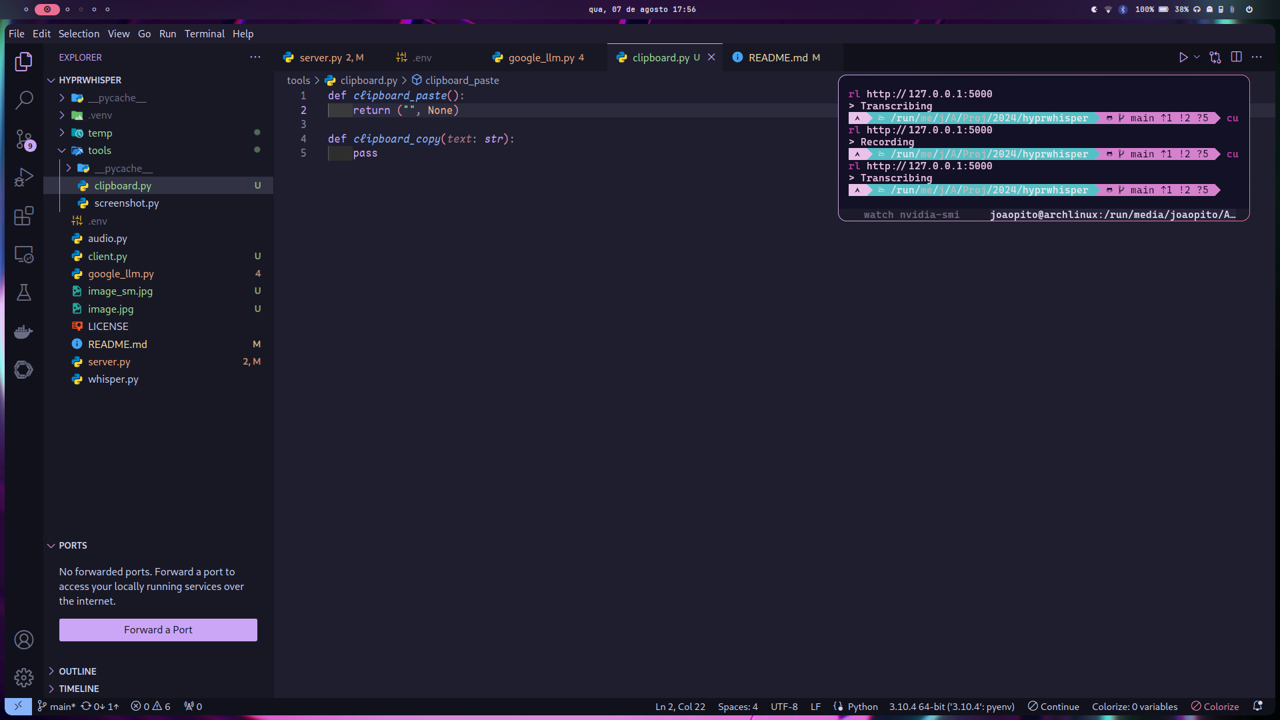 qua, 07 de agosto 17:56
100%
38%
File Edit Selection View Go Run Terminal Help
EXPLORER
HYPRWHISPER
__pycache__
.venv
temp
tools
__pycache__
clipboard.py U
screenshot.py
.env
audio.py
client.py U
google_llm.py 4
image_sm.jpg U
image.jpg U
LICENSE
README.md M
server.py 2, M
whisper.py
9
PORTS
No forwarded ports. Forward a port to
access your locally running services over
the internet.
Forward a Port
OUTLINE
TIMELINE
server.py 2, M
.env
google_llm.py 4
clipboard.py U
README.md M
tools > clipboard.py > clipboard_paste
1 def clipboard_paste():
2 return ("", None)
3
4 def clipboard_copy(text: str):
5 pass
rl http://127.0.0.1:5000
> Transcribing
/run/me/j/A/Proj/2024/hyprwhisper main ↑1 !2 ?5 cu
rl http://127.0.0.1:5000
> Recording
/run/me/j/A/Proj/2024/hyprwhisper main ↑1 !2 ?5 cu
rl http://127.0.0.1:5000
> Transcribing
/run/me/j/A/Proj/2024/hyprwhisper main ↑1 !2 ?5
watch nvidia-smi joaopito@archlinux:/run/media/joaopito/A…
main* 0↓ 1↑ 0 6 0
Ln 2, Col 22 Spaces: 4 UTF-8 LF Python 3.10.4 64-bit ('3.10.4': pyenv) Continue Colorize: 0 variables Colorize